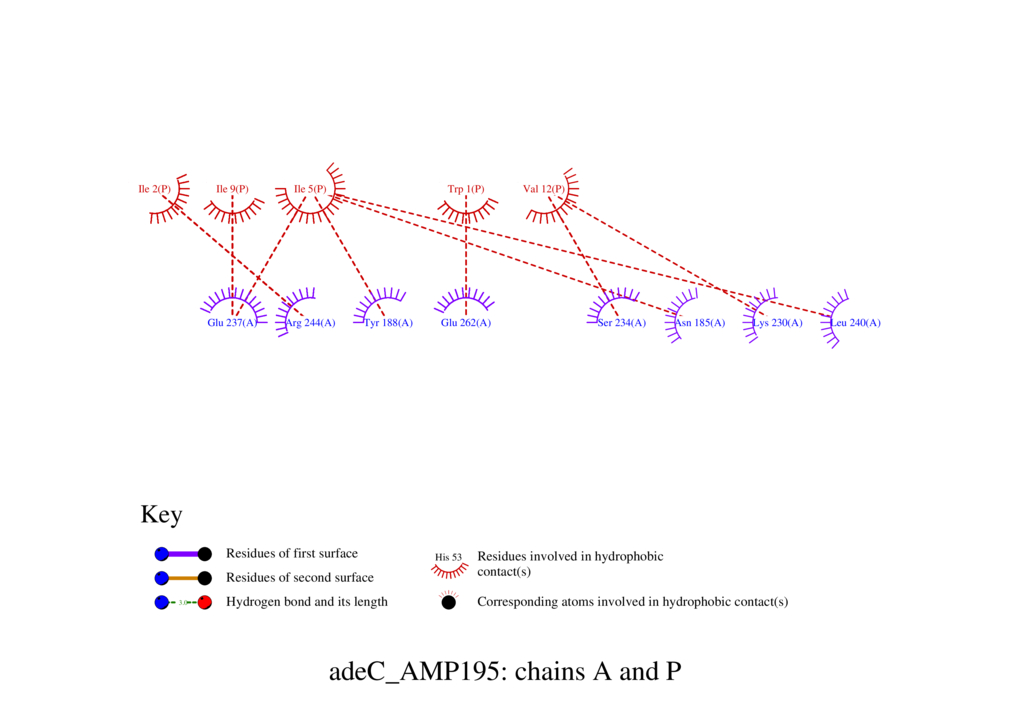 Ile 2(P) Ile 9(P) Ile 5(P) Trp 1(P) Val 12(P)
Glu 237(A) Arg 244(A) Tyr 188(A) Glu 262(A) Ser 234(A) Asn 185(A) Lys 230(A) Leu 240(A)
Key
Residues of first surface
Residues of second surface
3.0 Hydrogen bond and its length
His 53 Residues involved in hydrophobic
contact(s)
Corresponding atoms involved in hydrophobic contact(s)
adeC_AMP195: chains A and P